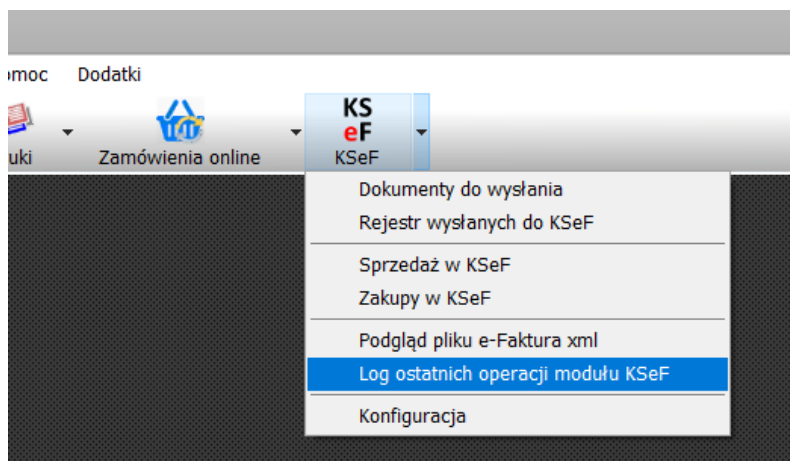 omoc Dodatki
KS
eF
uki Zamówienia online KSeF
Dokumenty do wysłania
Rejestr wysłanych do KSeF
Sprzedaż w KSeF
Zakupy w KSeF
Podgląd pliku e-Faktura xml
Log ostatnich operacji modułu KSeF
Konfiguracja